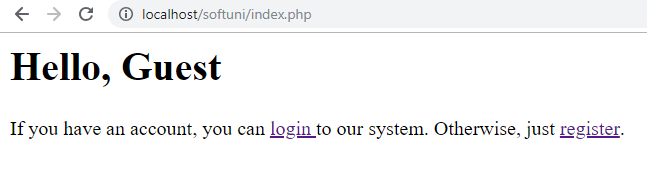 localhost/softuni/index.php
Hello, Guest
If you have an account, you can login to our system. Otherwise, just register.